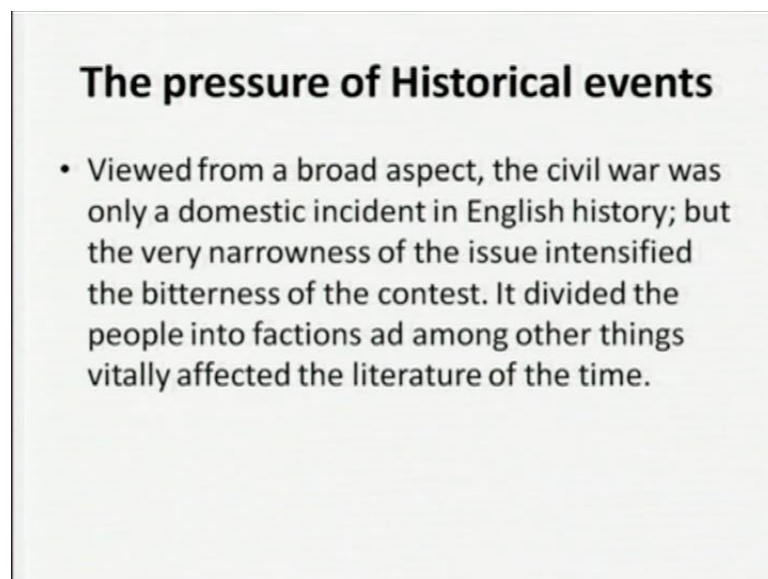 The pressure of Historical events
• Viewed from a broad aspect, the civil war was
only a domestic incident in English history; but
the very narrowness of the issue intensified
the bitterness of the contest. It divided the
people into factions ad among other things
vitally affected the literature of the time.